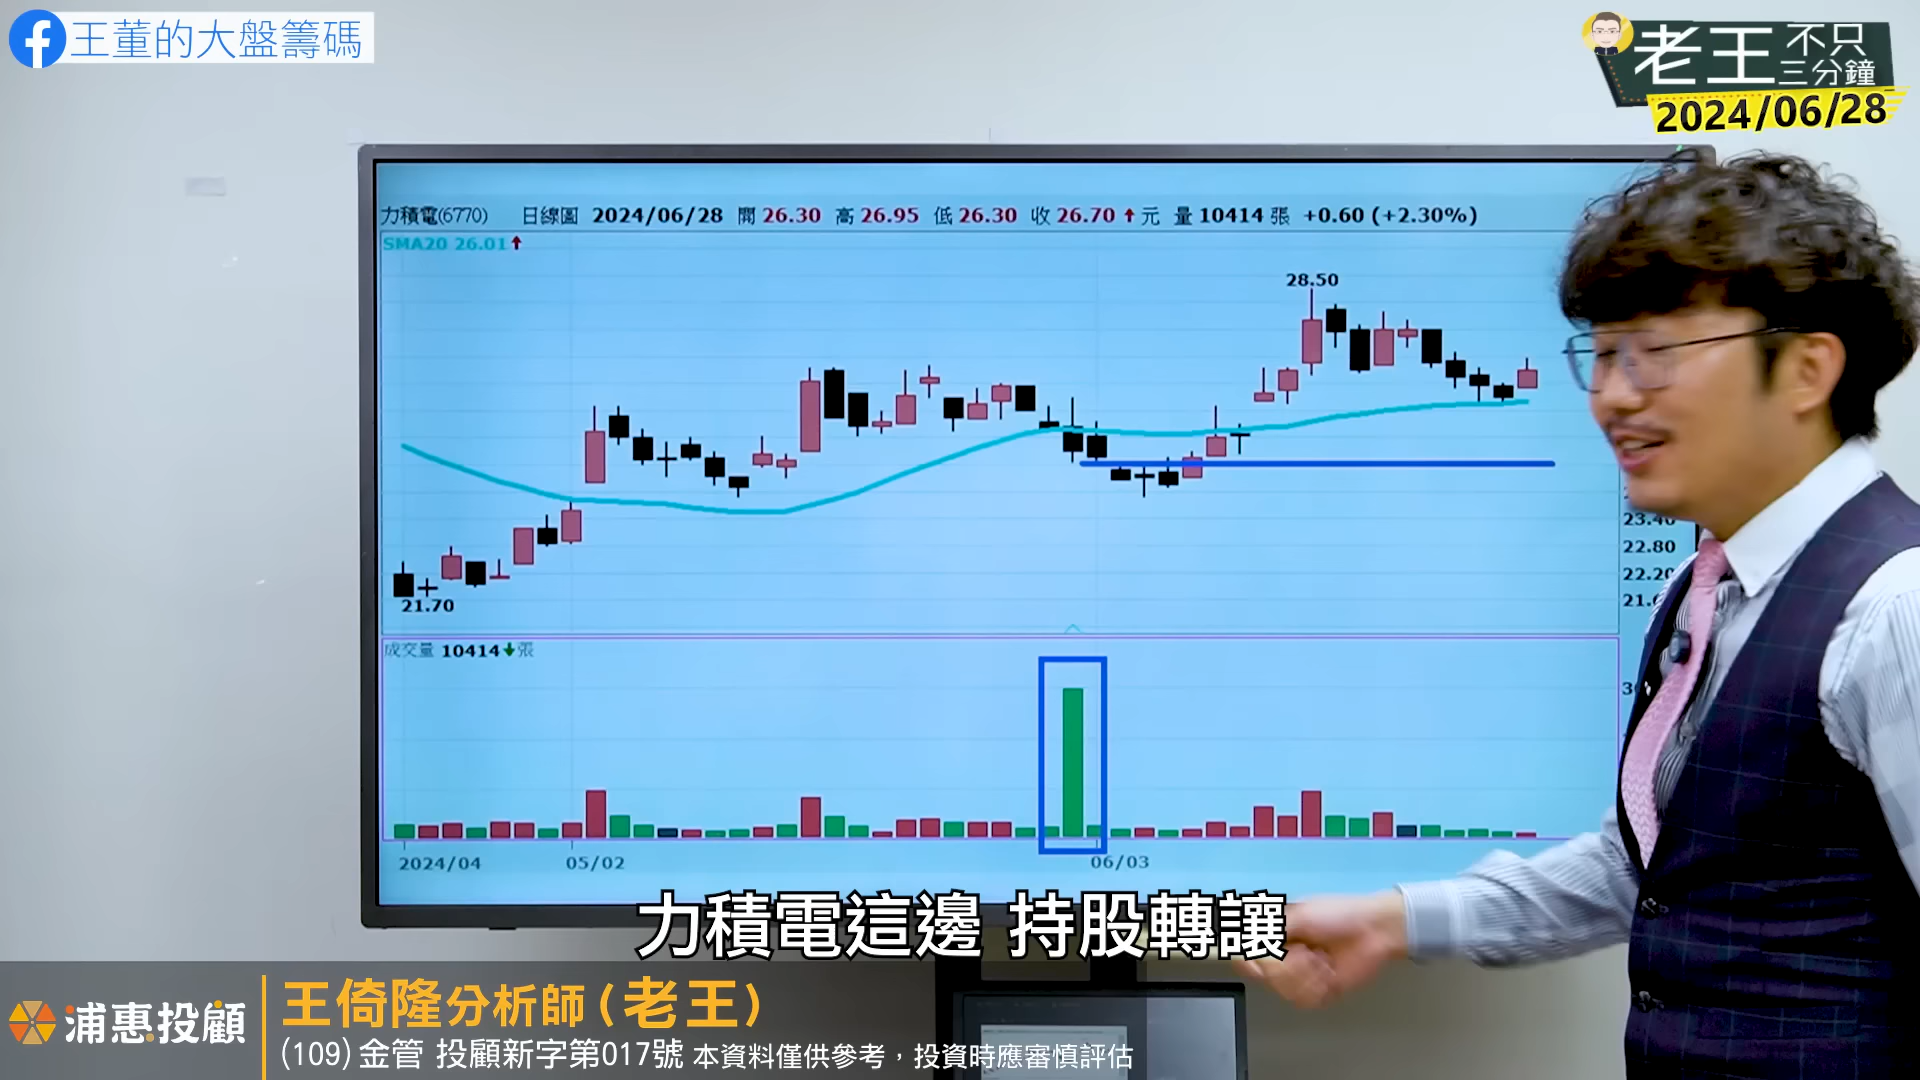 王董的大盤籌碼
老王不只三分鐘
2024/06/28
力積電(6770) 日線圖 2024/06/28 開 26.30 高 26.95 低 26.30 收 26.70 元 量 10414 張 +0.60 (+2.30%)
SMA20 26.01
28.50
23.40
22.80
22.20
21.70
成交量 10414 張
2024/04 05/02 06/03
力積電這邊 持股轉讓
浦惠投顧
王倚隆分析師(老王)
(109)金管 投顧新字第017號 本資料僅供參考，投資時應審慎評估